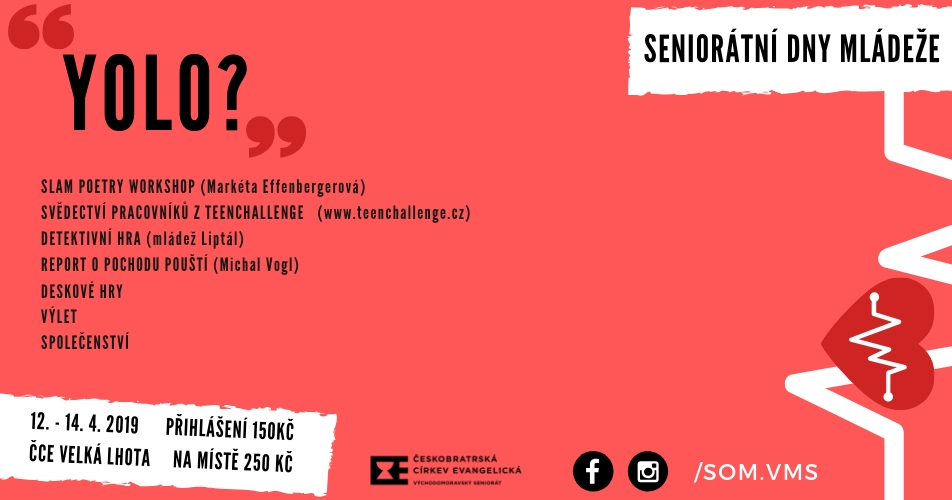 SENIORÁTNÍ DNY MLÁDEŽE
YOLO?
SLAM POETRY WORKSHOP (Markéta Effenbergerová)
SVĚDECTVÍ PRACOVNÍKŮ Z TEENCHALLENGE (www.teenchallenge.cz)
DETEKTIVNÍ HRA (mládež Liptál)
REPORT O POCHODU POUŠTÍ (Michal Vogl)
DESKOVÉ HRY
VÝLET
SPOLEČENSTVÍ
12. - 14. 4. 2019 PŘIHLÁŠENÍ 150KČ
ČCE VELKÁ LHOTA NA MÍSTĚ 250 KČ
ČESKOBRATRSKÁ
CÍRKEV EVANGELICKÁ
VÝCHODOMORAVSKÝ SENIORÁT
/SOM.VMS